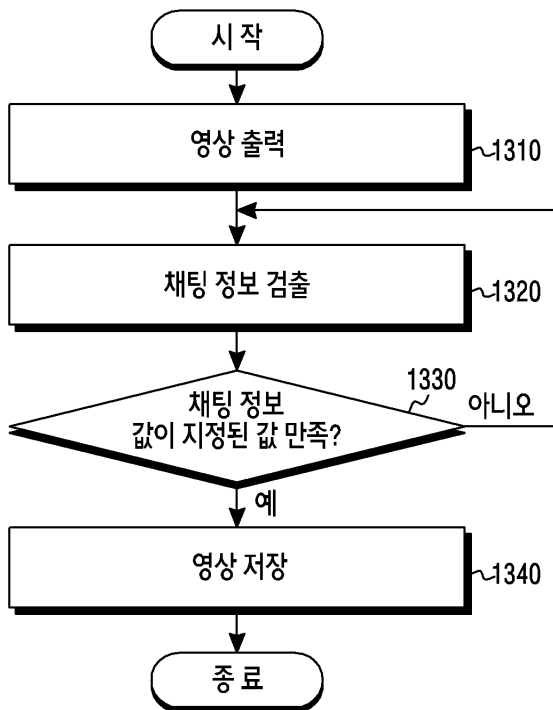 시 작
영상 출력
1310
채팅 정보 검출
1320
1330
채팅 정보
값이 지정된 값 만족?
아니오
예
영상 저장
1340
종 료